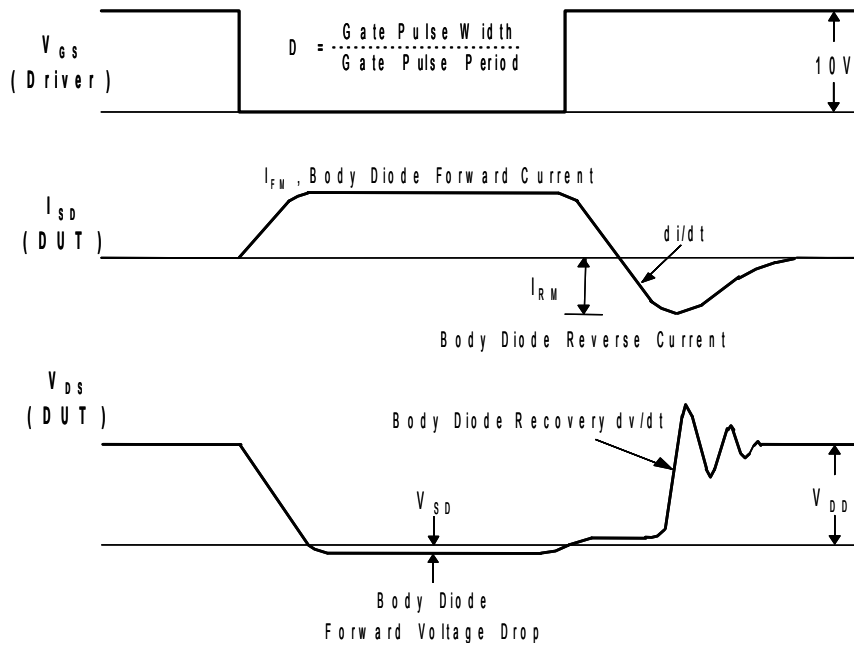 V GS
(Driver)
D = Gate Pulse Width
Gate Pulse Period
10V
I FM , Body Diode Forward Current
I SD
(DUT)
di/dt
I RM
Body Diode Reverse Current
V DS
(DUT)
Body Diode Recovery dv/dt
V SD
V DD
Body Diode
Forward Voltage Drop